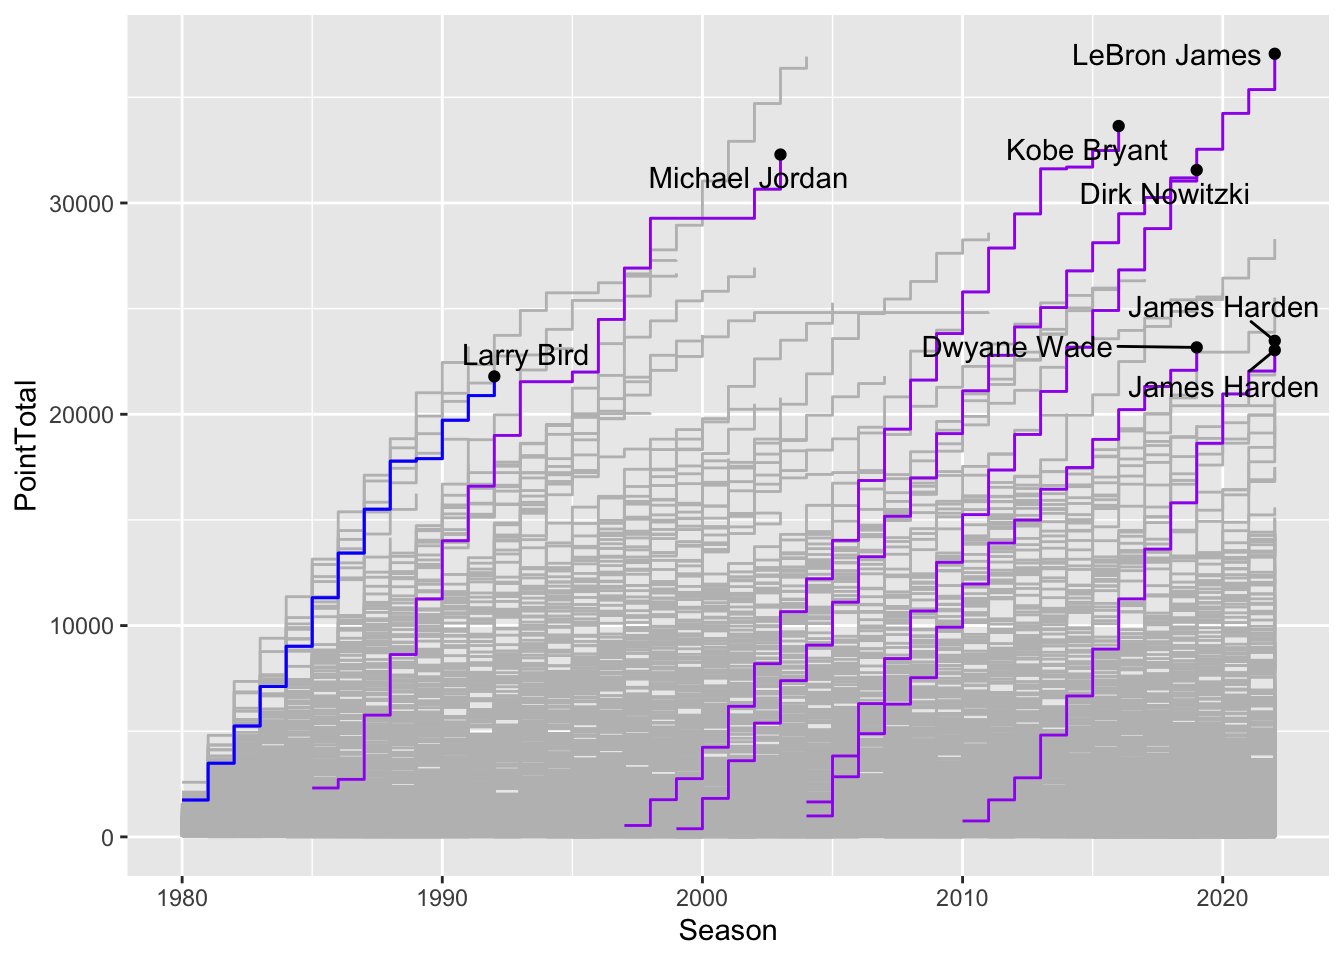 LeBron James
Kobe Bryant
Michael Jordan
Dirk Nowitzki
James Harden
Dwyane Wade
Larry Bird
James Harden
PointTotal
30000
20000
10000
0
1980
1990
2000
2010
2020
Season